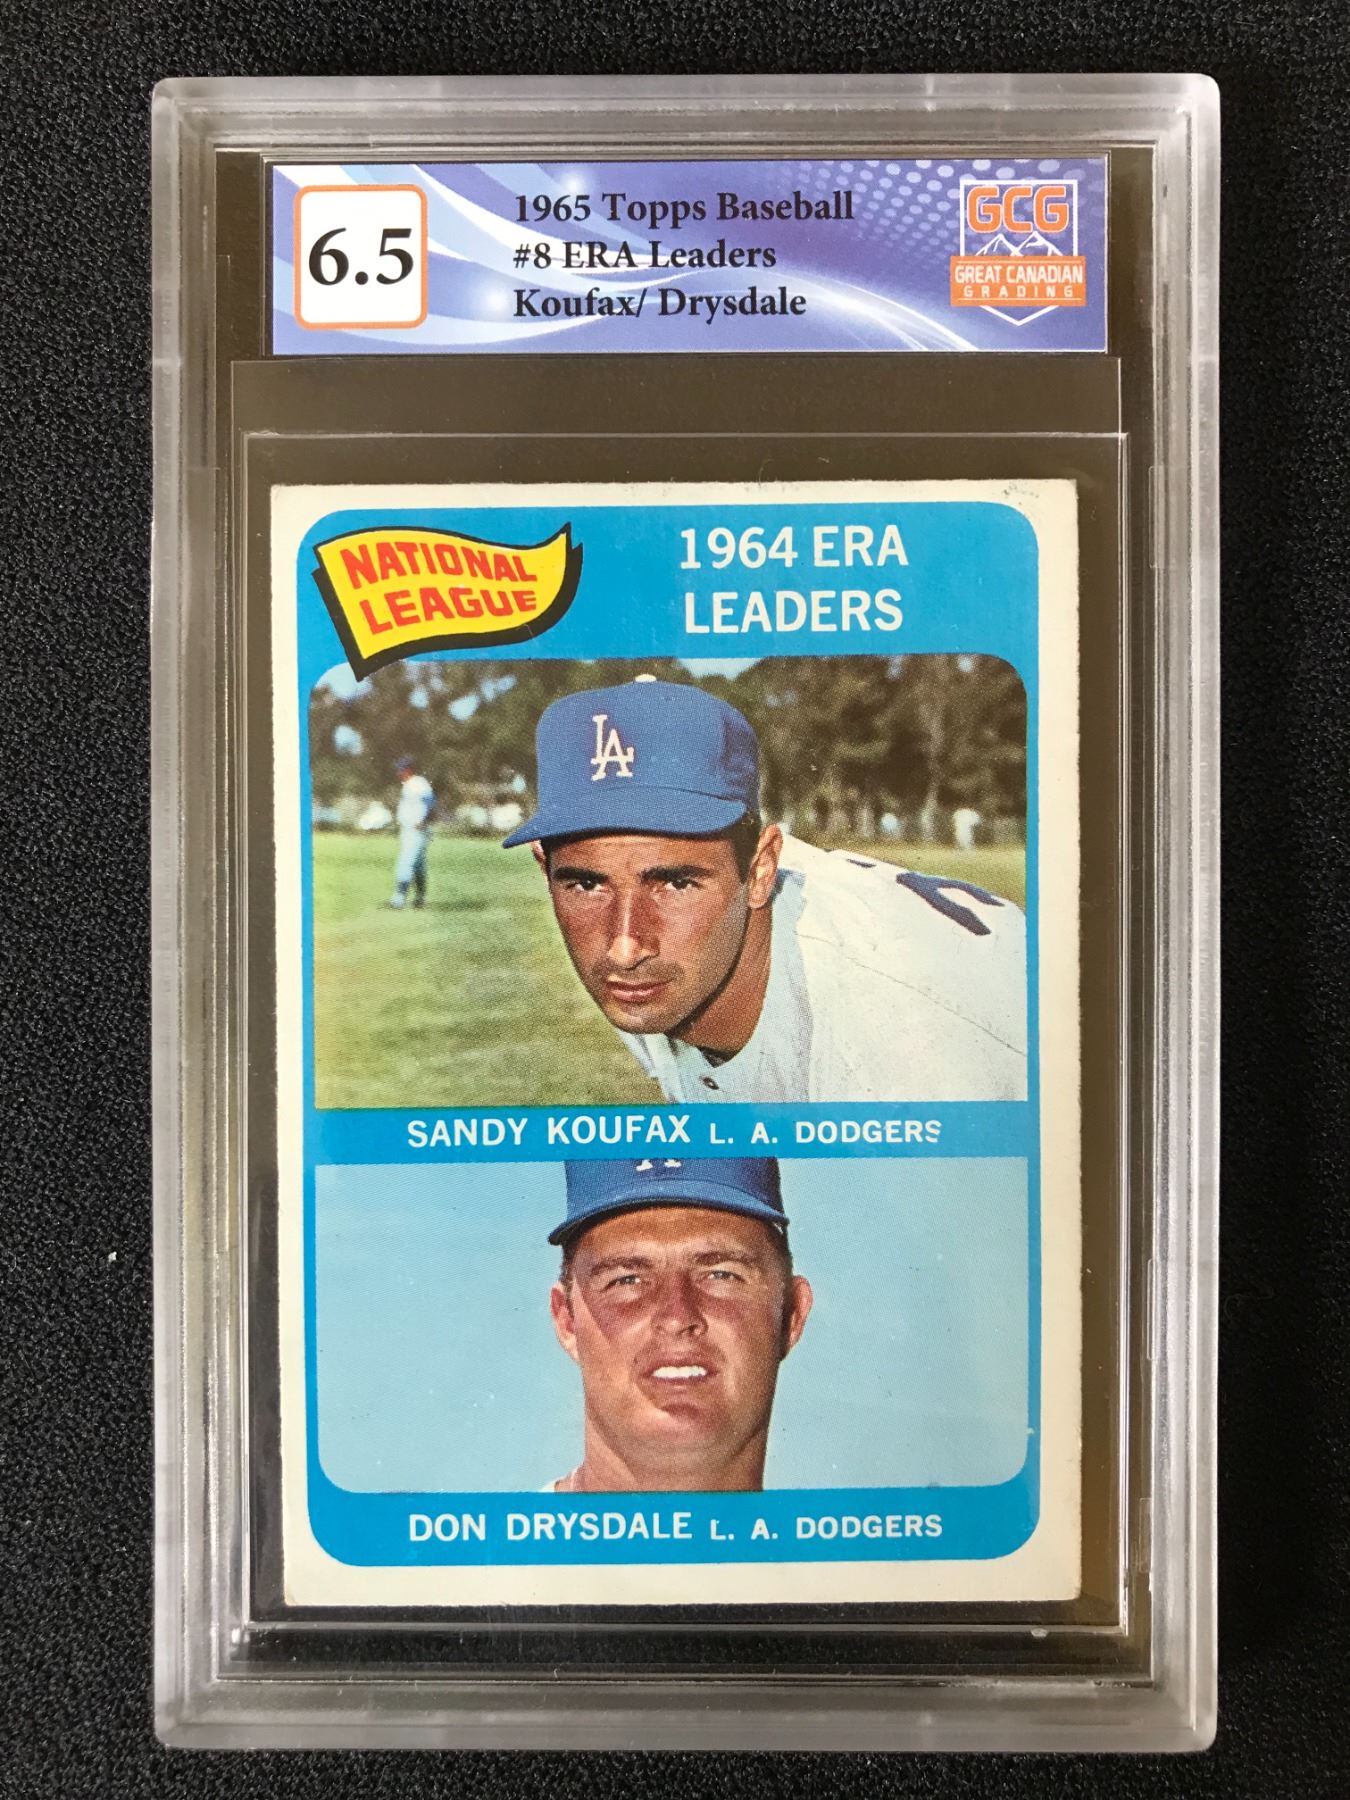 6.5
1965 Topps Baseball
#8 ERA Leaders
Koufax/ Drysdale
GCG
GREAT CANADIAN
GRADING
NATIONAL
LEAGUE
1964 ERA
LEADERS
LA
SANDY KOUFAX L. A. DODGERS
DON DRYSDALE L. A. DODGERS